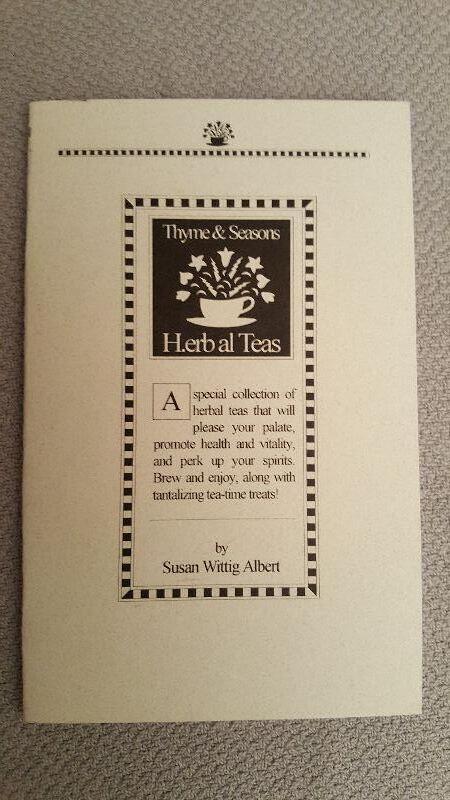 Thyme & Seasons
H.erb al Teas
A special collection of
herbal teas that will
please your palate,
promote health and vitality,
and perk up your spirits.
Brew and enjoy, along with
tantalizing tea-time treats!
by
Susan Wittig Albert